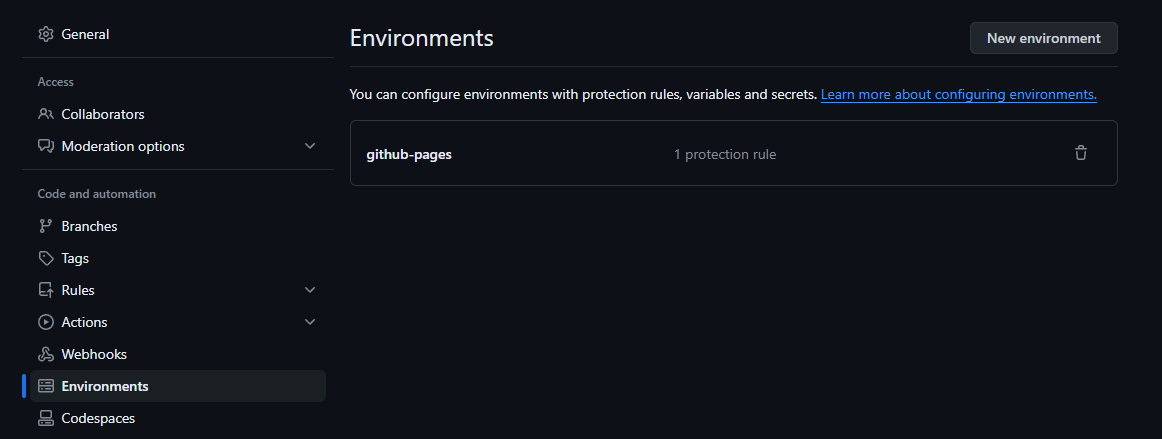 General
Access
Collaborators
Moderation options
Code and automation
Branches
Tags
Rules
Actions
Webhooks
Environments
Codespaces
Environments
New environment
You can configure environments with protection rules, variables and secrets. Learn more about configuring environments.
github-pages
1 protection rule